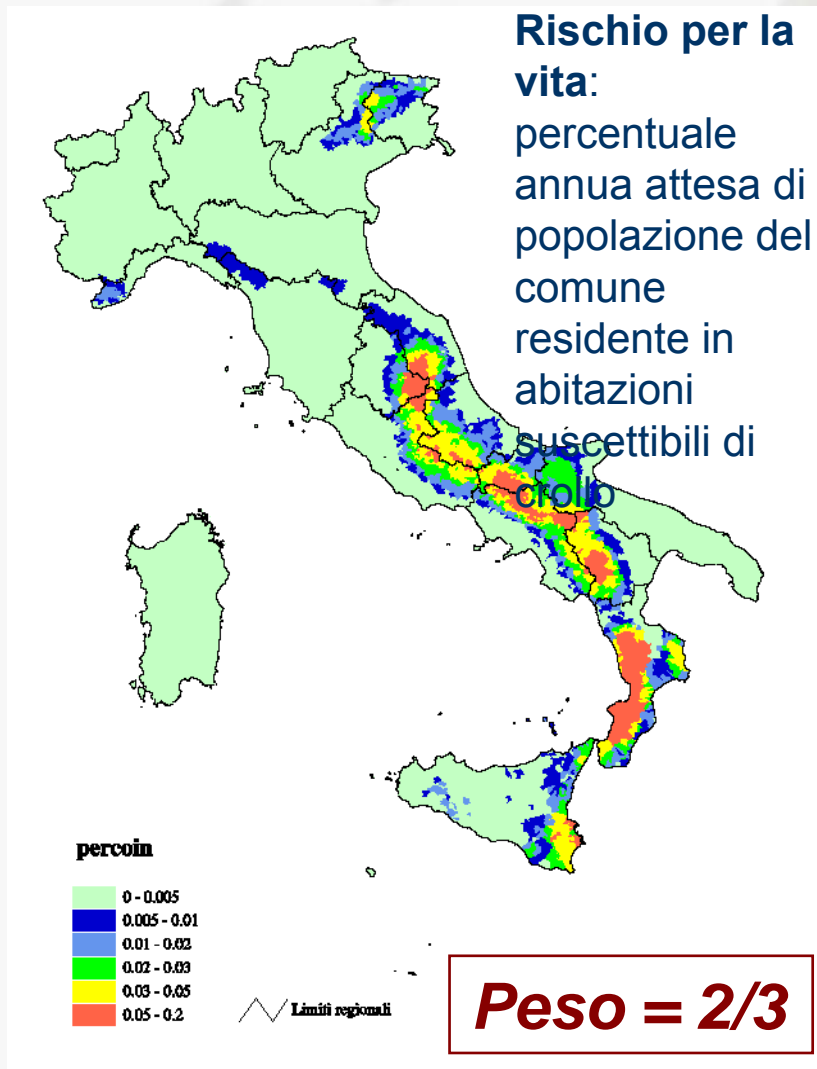 Rischio per la
vita:
percentuale
annua attesa di
popolazione del
comune
residente in
abitazioni
suscettibili di
crollo
percoin
0 - 0.005
0.005 - 0.01
0.01 - 0.02
0.02 - 0.03
0.03 - 0.05
0.05 - 0.2
Limiti regionali
Peso = 2/3